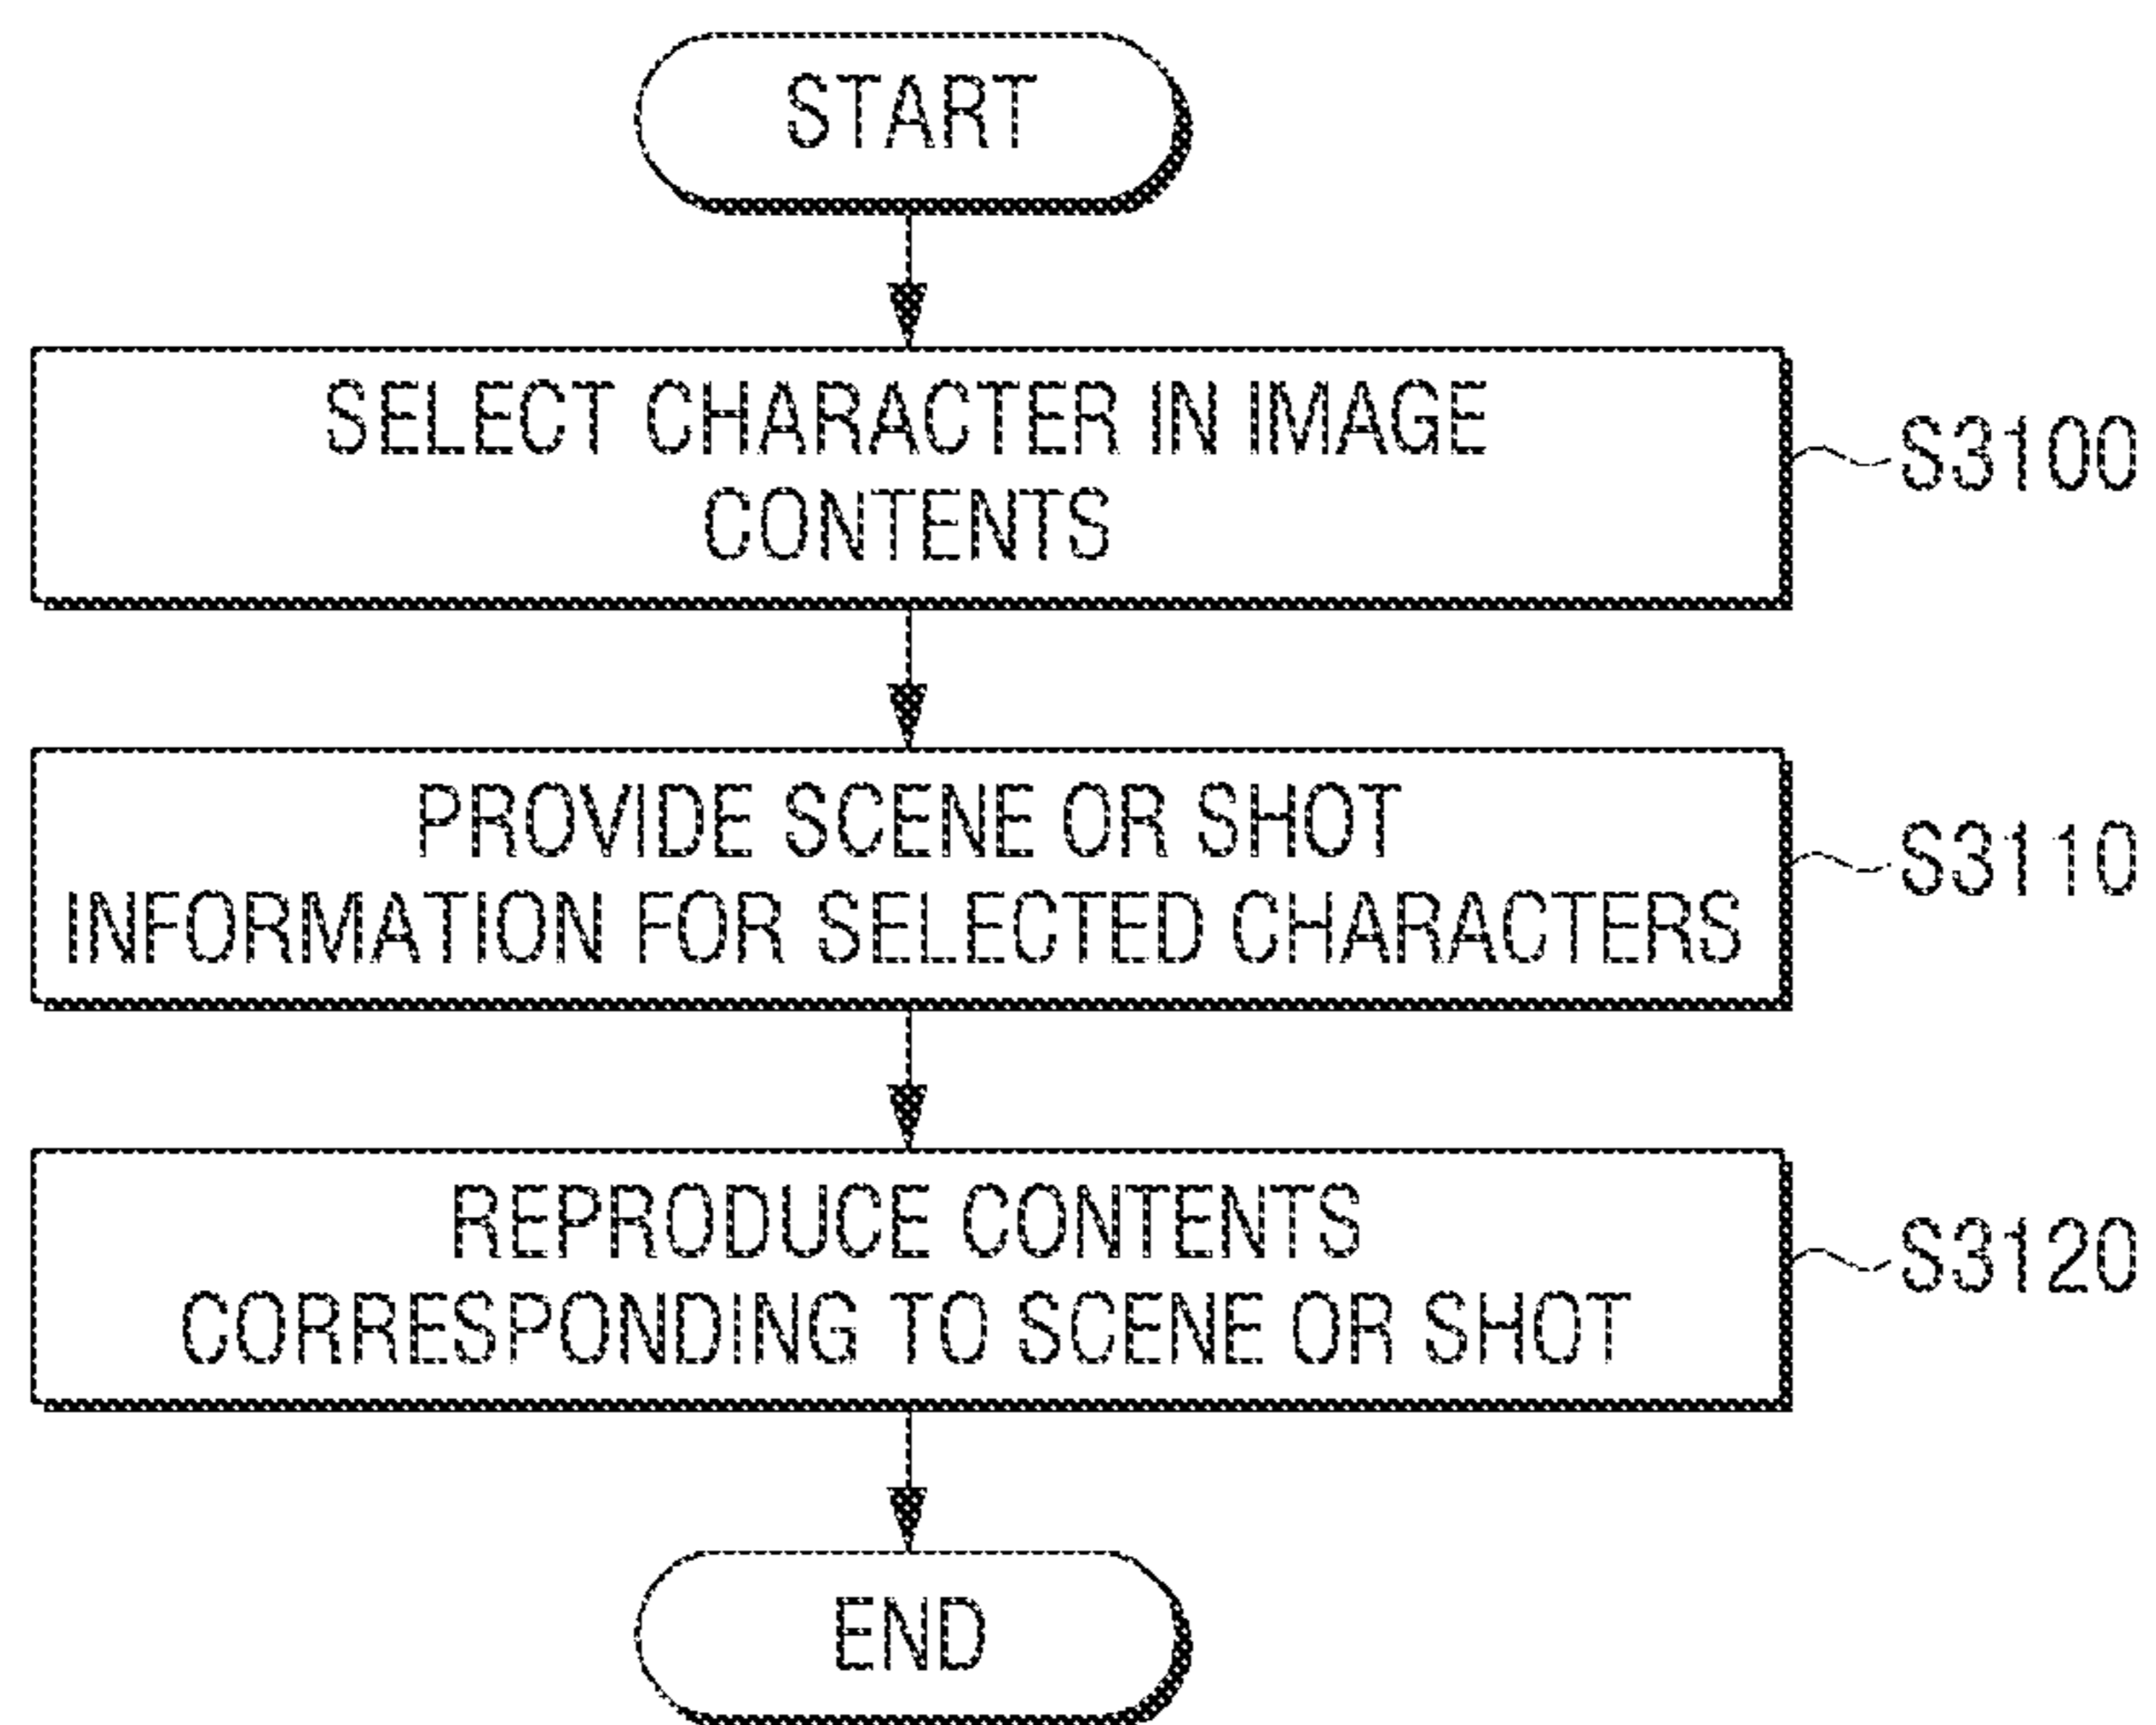 START
SELECT CHARACTER IN IMAGE
CONTENTS
S3100
PROVIDE SCENE OR SHOT
INFORMATION FOR SELECTED CHARACTERS
S3110
REPRODUCE CONTENTS
CORRESPONDING TO SCENE OR SHOT
S3120
END